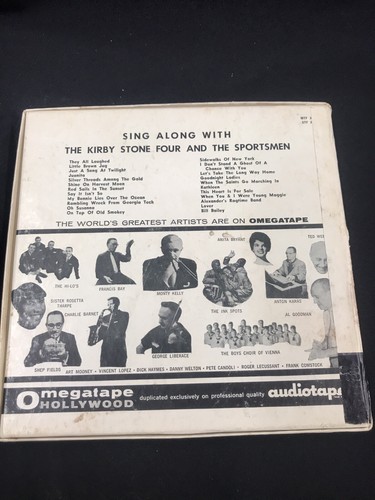 SING ALONG WITH
THE KIRBY STONE FOUR AND THE SPORTSMEN
They All Laughed
Little Brown Jug
Just A Song At Twilight
Juanita
Silver Threads Among The Gold
Shine On Harvest Moon
Red Sails In The Sunset
Say It Isn't So
My Bonnie Lies Over The Ocean
Rambling Wreck From Georgia Tech
Oh Susanna
On Top Of Old Smokey
Sidewalks Of New York
I Don't Stand A Ghost Of A
Chance With You
Let's Take The Long Way Home
Goodnight Ladies
When The Saints Go Marching In
Kathleen
This Heart Is For Sale
When You & I Were Young Maggie
Alexander's Ragtime Band
Lover
Bill Bailey
THE WORLD'S GREATEST ARTISTS ARE ON OMEGATAPE
ANITA BRYANT
THE HI-LO'S
FRANCIS BAY
MONTY KELLY
ANTON KARAS
SISTER ROSETTA
THARPE
CHARLIE BARNET
THE INK SPOTS
AL GOODMAN
SHEP FIELDS
GEORGE LIBERACE
THE BOYS CHOIR OF VIENNA
ART MOONEY • VINCENT LOPEZ • DICK HAYMES • DANNY WELTON • PETE CANDOLI • ROGER LECUSSANT • FRANK COMSTOCK
Omegatape
HOLLYWOOD
duplicated exclusively on professional quality
audiotape